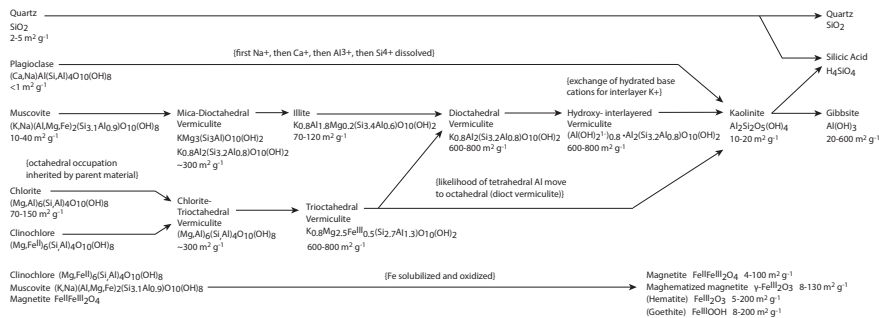 Quartz
SiO2
2-5 m2 g-1
Quartz
SiO2
Silicic Acid
H4SiO4
{first Na+, then Ca+, then Al3+, then Si4+ dissolved}
Plagioclase
(Ca,Na)Al(Si,Al)4O10(OH)8
<1 m2 g-1
{exchange of hydrated base
cations for interlayer K+}
Muscovite
(K,Na)(Al,Mg,Fe)2(Si3.1Al0.9)O10(OH)8
10-40 m2 g-1
Mica-Dioctahedral
Vermiculite
KMg3(Si3Al)O10(OH)2
K0.8Al2(Si3.2Al0.8)O10(OH)2
~300 m2 g-1
Illite
K0.8Al1.8Mg0.2(Si3.4Al0.6)O10(OH)2
70-120 m2 g-1
Dioctahedral
Vermiculite
K0.8Al2(Si3.2Al0.8)O10(OH)2
600-800 m2 g-1
Hydroxy- interlayered
Vermiculite
(Al(OH)21-)0.8 •Al2(Si3.2Al0.8)O10(OH)2
600-800 m2 g-1
Kaolinite
Al2Si2O5(OH)4
10-20 m2 g-1
Gibbsite
Al(OH)3
20-600 m2 g-1
{octahedral occupation
inherited by parent material}
Chlorite
(Mg,Al)6(Si,Al)4O10(OH)8
70-150 m2 g-1
Clinochlore
(Mg,FeII)6(Si,Al)4O10(OH)8
Chlorite-
Trioctahedral
Vermiculite
(Mg,Al)6(Si,Al)4O10(OH)8
~300 m2 g-1
Trioctahedral
Vermiculite
K0.8Mg2.5FeIII0.5(Si2.7Al1.3)O10(OH)2
600-800 m2 g-1
{likelihood of tetrahedral Al move
to octahedral (dioct vermiculite)}
Clinochlore (Mg,FeII)6(Si,Al)4O10(OH)8
Muscovite (K,Na)(Al,Mg,Fe)2(Si3.1Al0.9)O10(OH)8
Magnetite FeIIFeIII2O4
{Fe solubilized and oxidized}
Magnetite FeIIFeIII2O4 4-100 m2 g-1
Maghematized magnetite γ-FeIII2O3 8-130 m2 g-1
(Hematite) FeIII2O3 5-200 m2 g-1
(Goethite) FeIIIOOH 8-200 m2 g-1